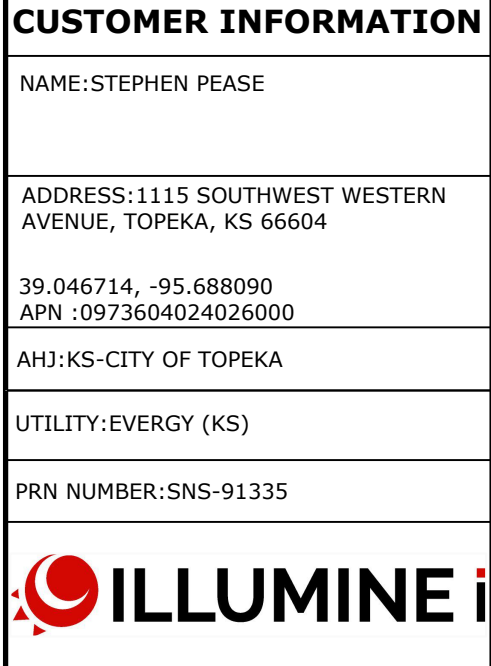 CUSTOMER INFORMATION
NAME:STEPHEN PEASE
ADDRESS:1115 SOUTHWEST WESTERN
AVENUE, TOPEKA, KS 66604
39.046714, -95.688090
APN :0973604024026000
AHJ:KS-CITY OF TOPEKA
UTILITY:EVERGY (KS)
PRN NUMBER:SNS-91335
ILLUMINE i